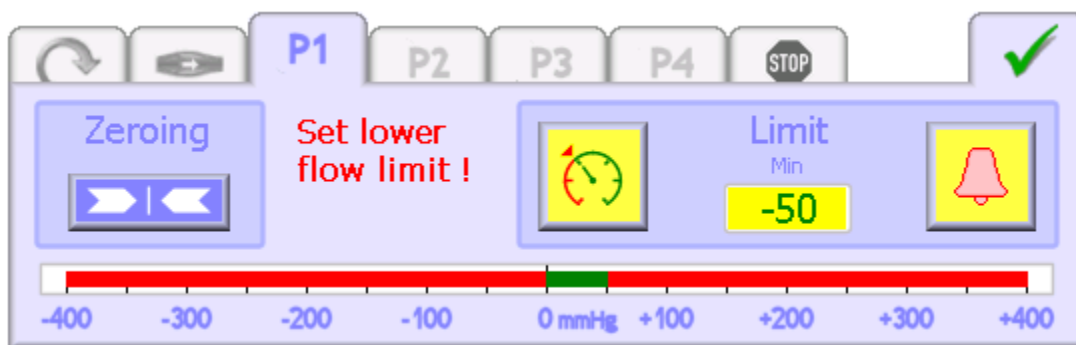 P1 P2 P3 P4 STOP
Zeroing
Set lower
flow limit !
Limit
Min
-50
-400 -300 -200 -100 0 mmHg +100 +200 +300 +400